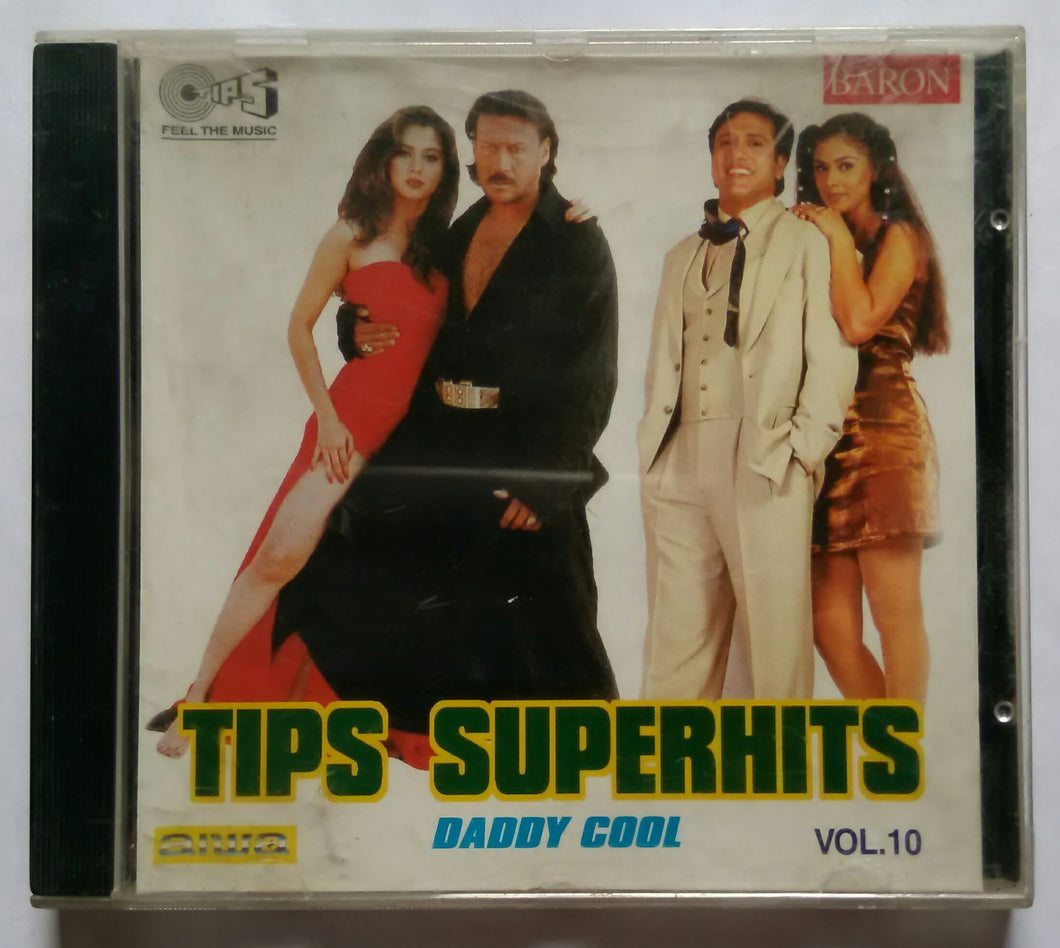 TIPS
FEEL THE MUSIC
BARON
TIPS SUPERHITS
DADDY COOL
aiwa
VOL.10